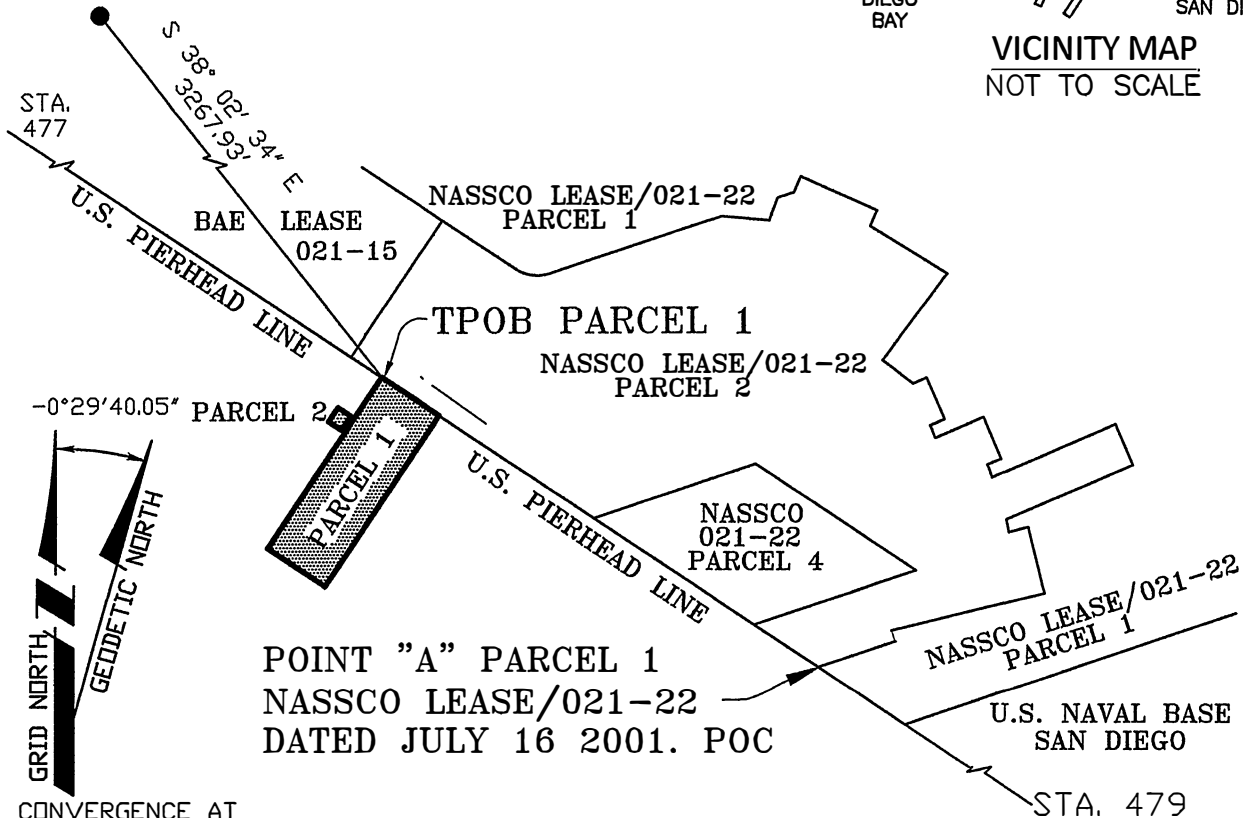 DIEGO
BAY
SAN DI
VICINITY MAP
NOT TO SCALE
S 38° 02' 34" E
3267.93'
STA.
477
U.S. PIERHEAD LINE
BAE LEASE
021-15
NASSCO LEASE/021-22
PARCEL 1
TPOB PARCEL 1
NASSCO LEASE/021-22
PARCEL 2
-0°29'40.05" PARCEL 2
PARCEL 1
U.S. PIERHEAD LINE
NASSCO
021-22
PARCEL 4
GRID NORTH
GEODETIC NORTH
POINT "A" PARCEL 1
NASSCO LEASE/021-22
DATED JULY 16 2001. POC
NASSCO LEASE/021-22
PARCEL 1
U.S. NAVAL BASE
SAN DIEGO
CONVERGENCE AT
STA. 479